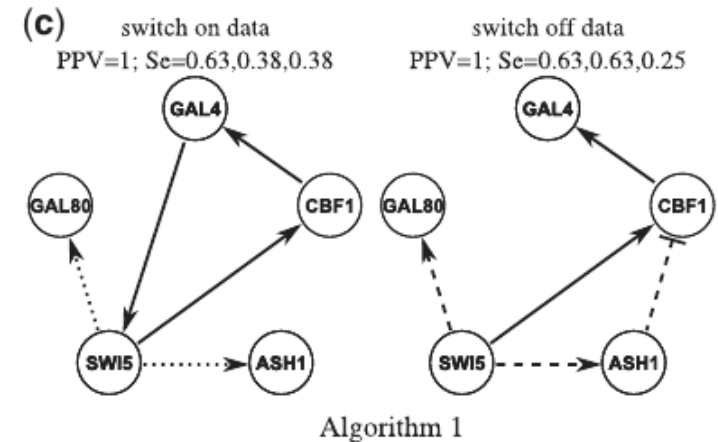 (c)
switch on data
PPV=1; Se=0.63,0.38,0.38
GAL4
GAL80
CBF1
SWI5
ASH1
switch off data
PPV=1; Se=0.63,0.63,0.25
GAL4
GAL80
CBF1
SWI5
ASH1
Algorithm 1